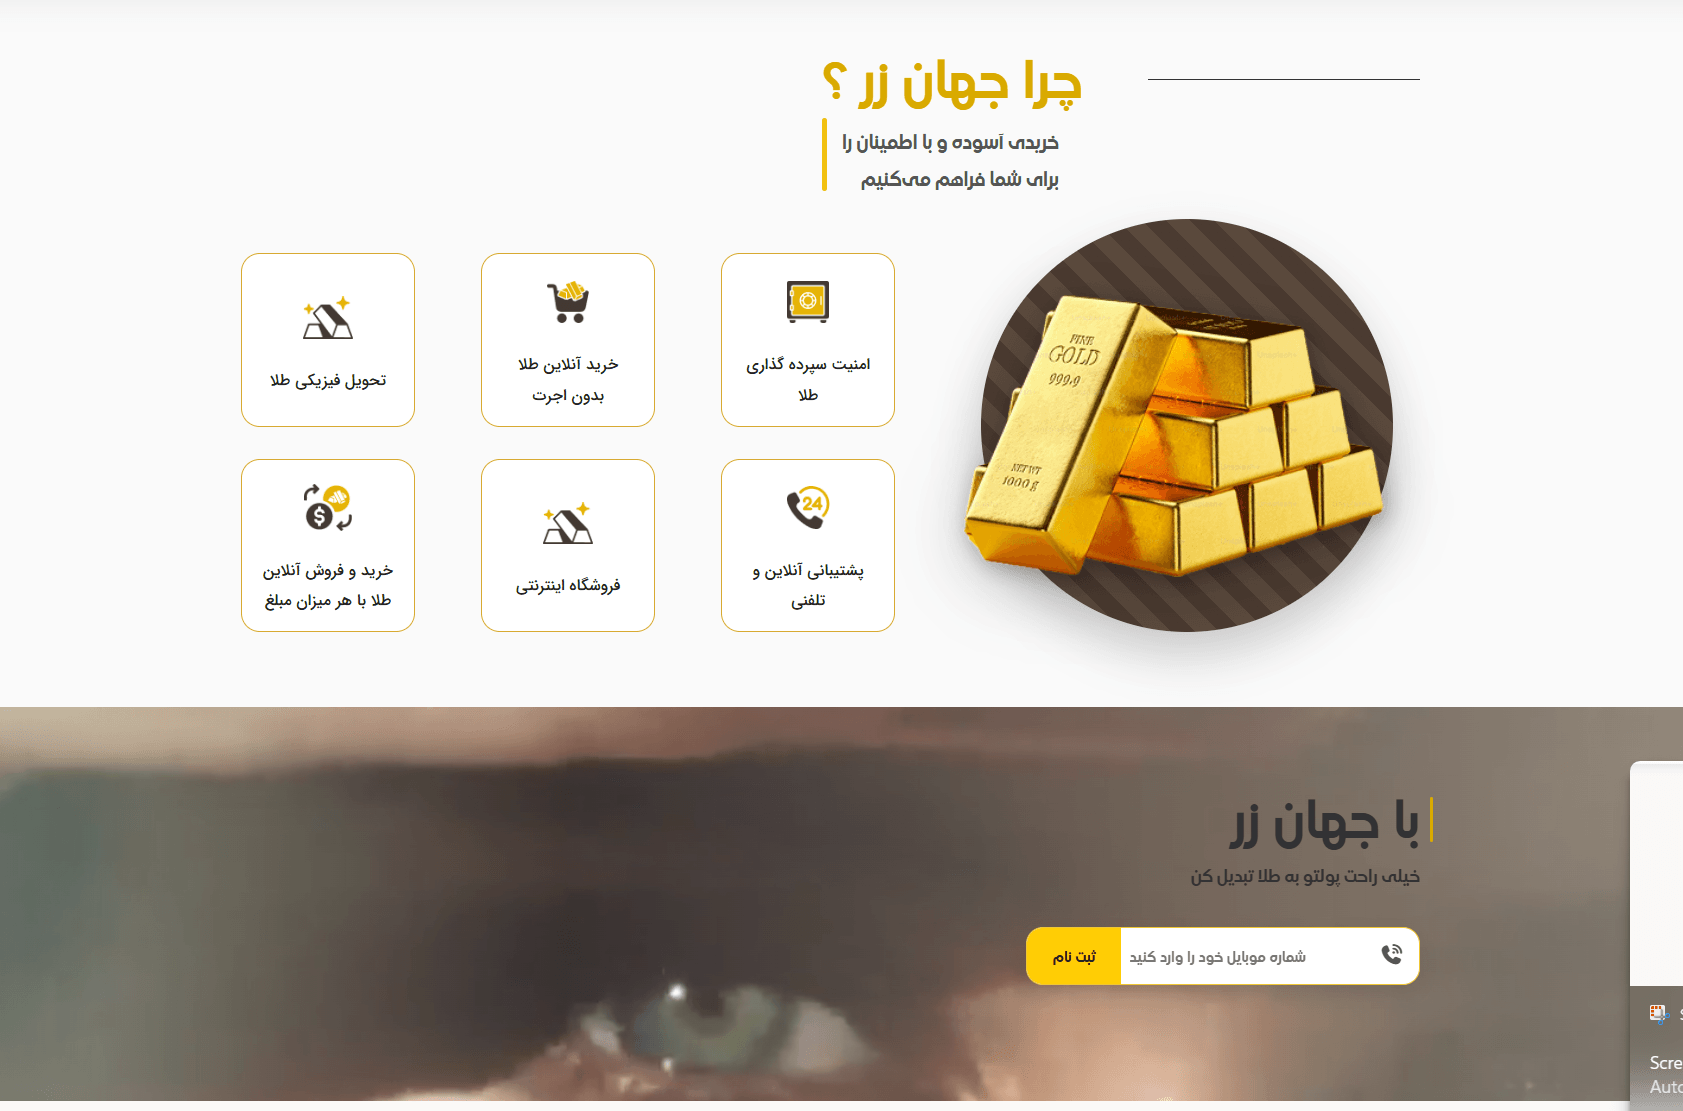 چرا جهان زر ؟
خریدی آسوده و با اطمینان را
برای شما فراهم می‌کنیم
FINE
GOLD
999.9
NET WT
1000 g
امنیت سپرده گذاری
طلا
خرید آنلاین طلا
بدون اجرت
تحویل فیزیکی طلا
24
پشتیبانی آنلاین و
تلفنی
فروشگاه اینترنتی
$
خرید و فروش آنلاین
طلا با هر میزان مبلغ
با جهان زر
خیلی راحت پولتو به طلا تبدیل کن
شماره موبایل خود را وارد کنید
ثبت نام